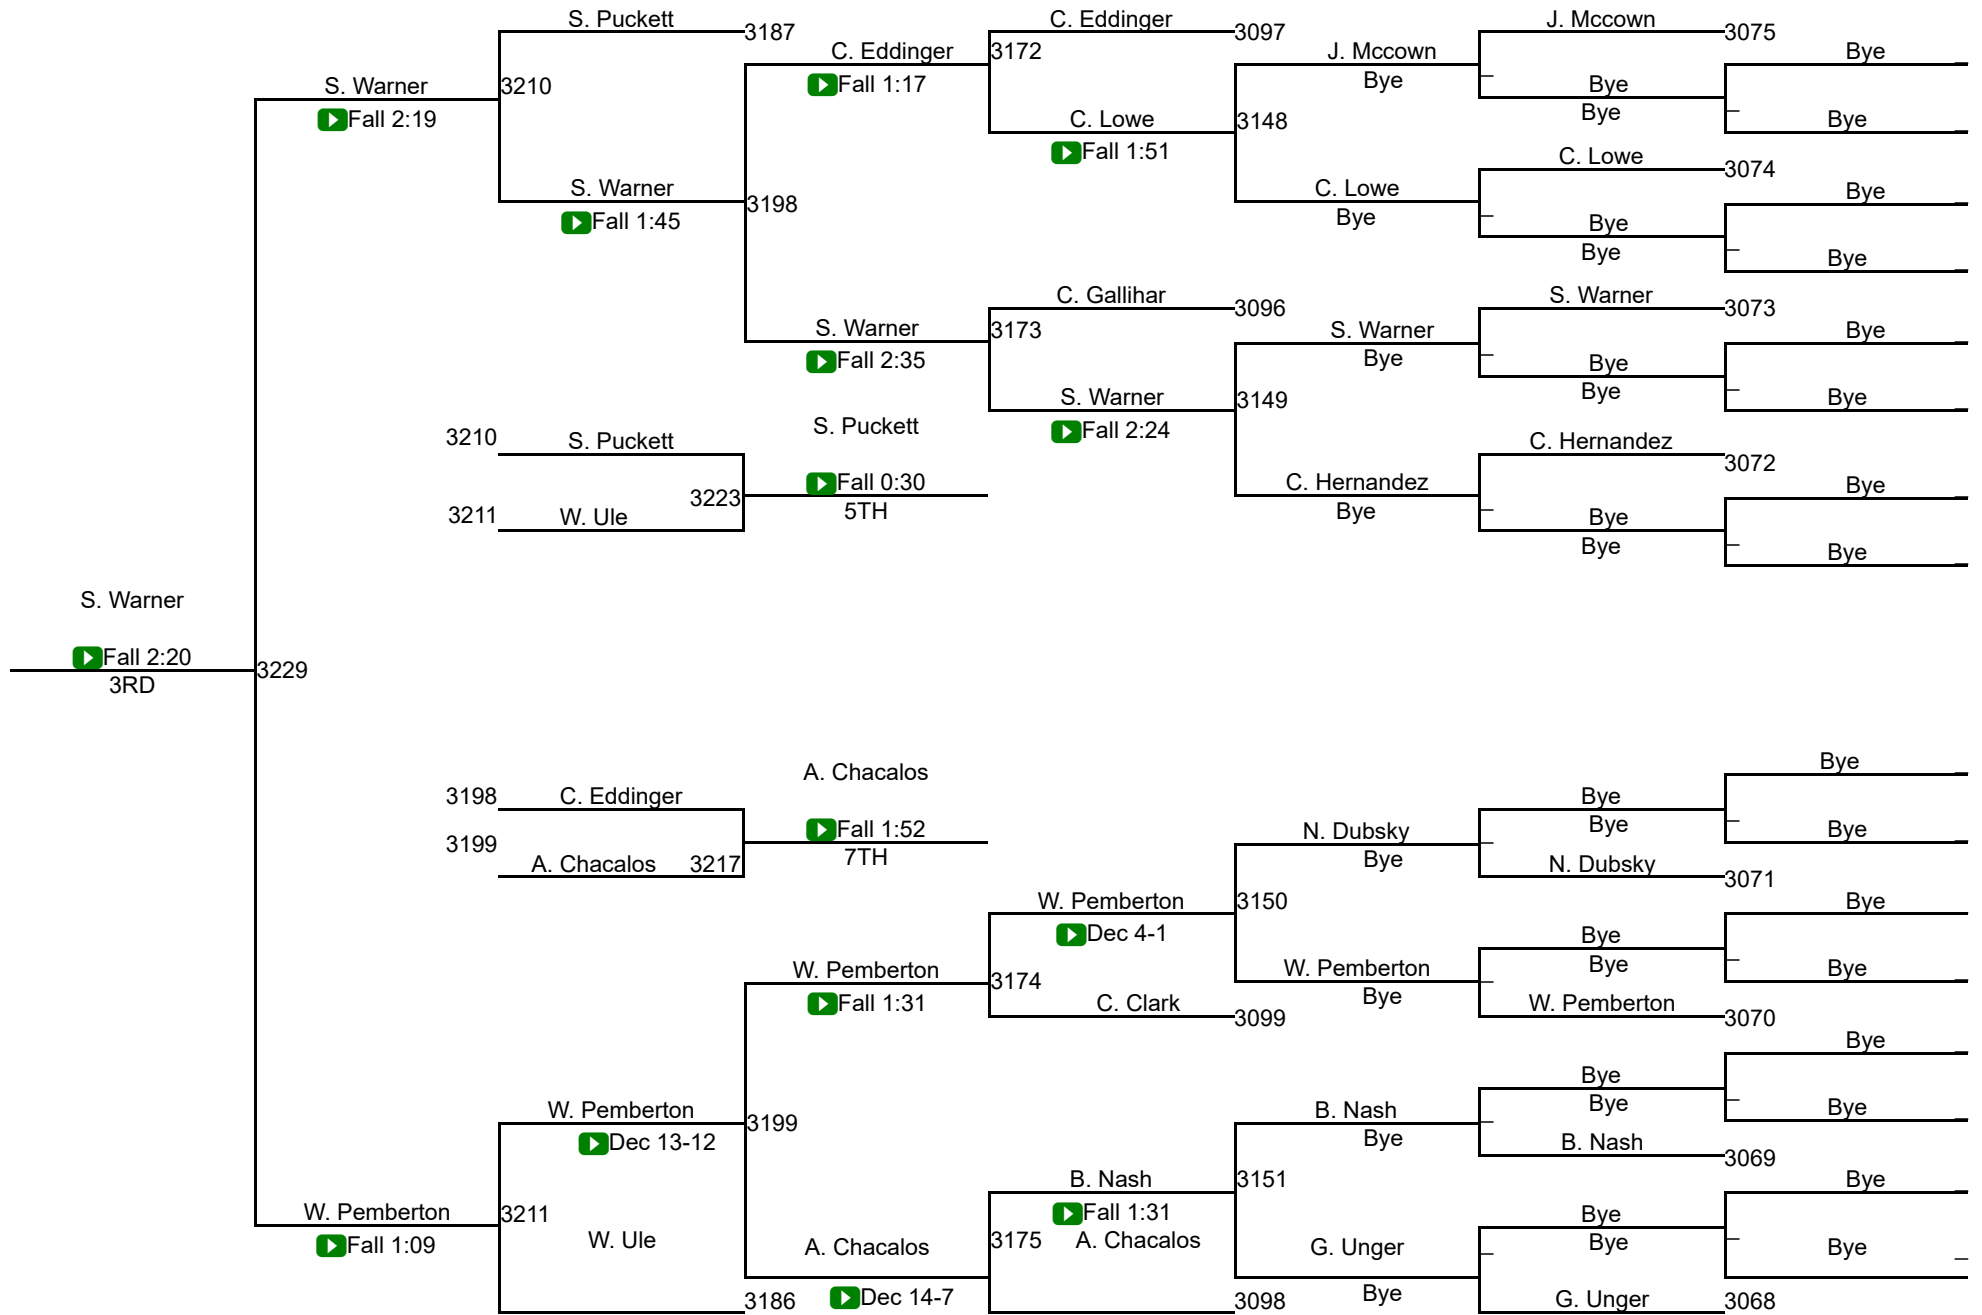 S. Puckett
3187
C. Eddinger
3097
J. Mccown
3075
Bye
C. Eddinger
Fall 1:17
3172
J. Mccown
Bye
S. Warner
Fall 2:19
3210
Bye
Bye
Bye
C. Lowe
Fall 1:51
3148
C. Lowe
3074
S. Warner
Fall 1:45
3198
C. Lowe
Bye
Bye
Bye
Bye
Bye
C. Gallihar
3096
S. Warner
3073
S. Warner
Fall 2:35
3173
S. Warner
Bye
Bye
Bye
Bye
Bye
S. Warner
Fall 2:24
3149
S. Puckett
Fall 0:30
5TH
3210
S. Puckett
3223
3211
W. Ule
C. Hernandez
3072
C. Hernandez
Bye
Bye
Bye
Bye
Bye
S. Warner
Fall 2:20
3RD
3229
A. Chacalos
Fall 1:52
7TH
3198
C. Eddinger
3199
A. Chacalos
3217
Bye
Bye
Bye
Bye
N. Dubsky
Bye
N. Dubsky
3071
W. Pemberton
Dec 4-1
3150
Bye
Bye
Bye
Bye
W. Pemberton
Bye
W. Pemberton
3070
W. Pemberton
Fall 1:31
3174
C. Clark
3099
Bye
Bye
Bye
Bye
W. Pemberton
Dec 13-12
3199
B. Nash
Bye
B. Nash
3069
B. Nash
Fall 1:31
3151
Bye
W. Pemberton
Fall 1:09
3211
W. Ule
3186
A. Chacalos
Dec 14-7
3175
A. Chacalos
3098
G. Unger
Bye
Bye
Bye
Bye
G. Unger
3068